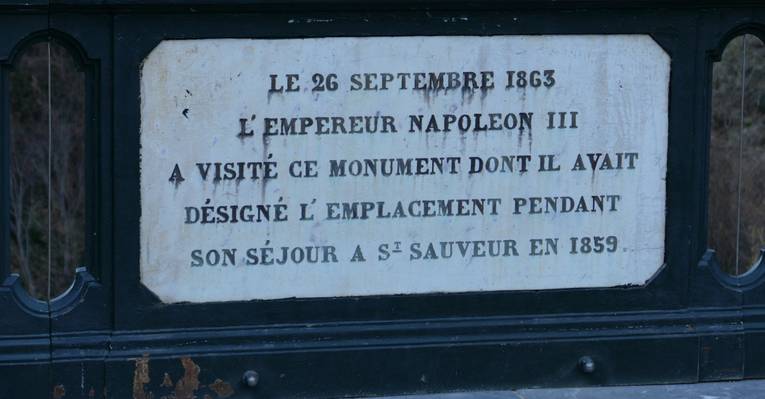 LE 26 SEPTEMBRE 1863
L'EMPEREUR NAPOLEON III
A VISITÉ CE MONUMENT DONT IL AVAIT
DÉSIGNÉ L'EMPLACEMENT PENDANT
SON SÉJOUR A ST SAUVEUR EN 1859